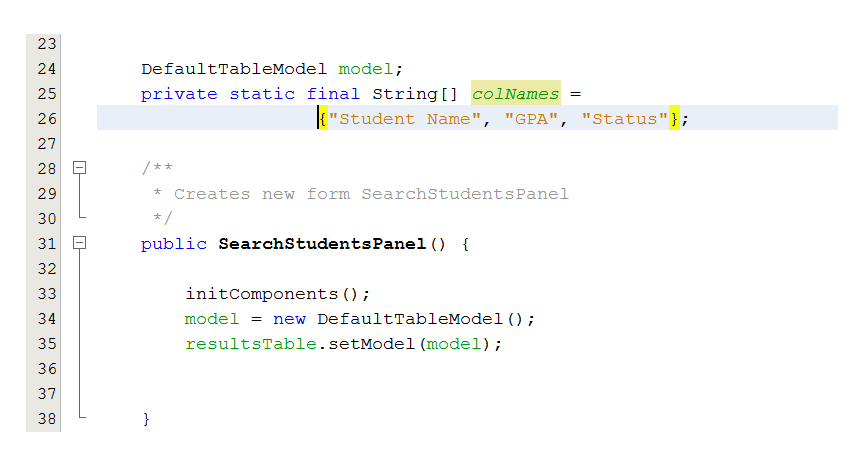 23
24 DefaultTableModel model;
25 private static final String[] colNames =
26 {"Student Name", "GPA", "Status"};
27
28 /**
29 * Creates new form SearchStudentsPanel
30 */
31 public SearchStudentsPanel() {
32
33 initComponents();
34 model = new DefaultTableModel();
35 resultsTable.setModel(model);
36
37
38 }